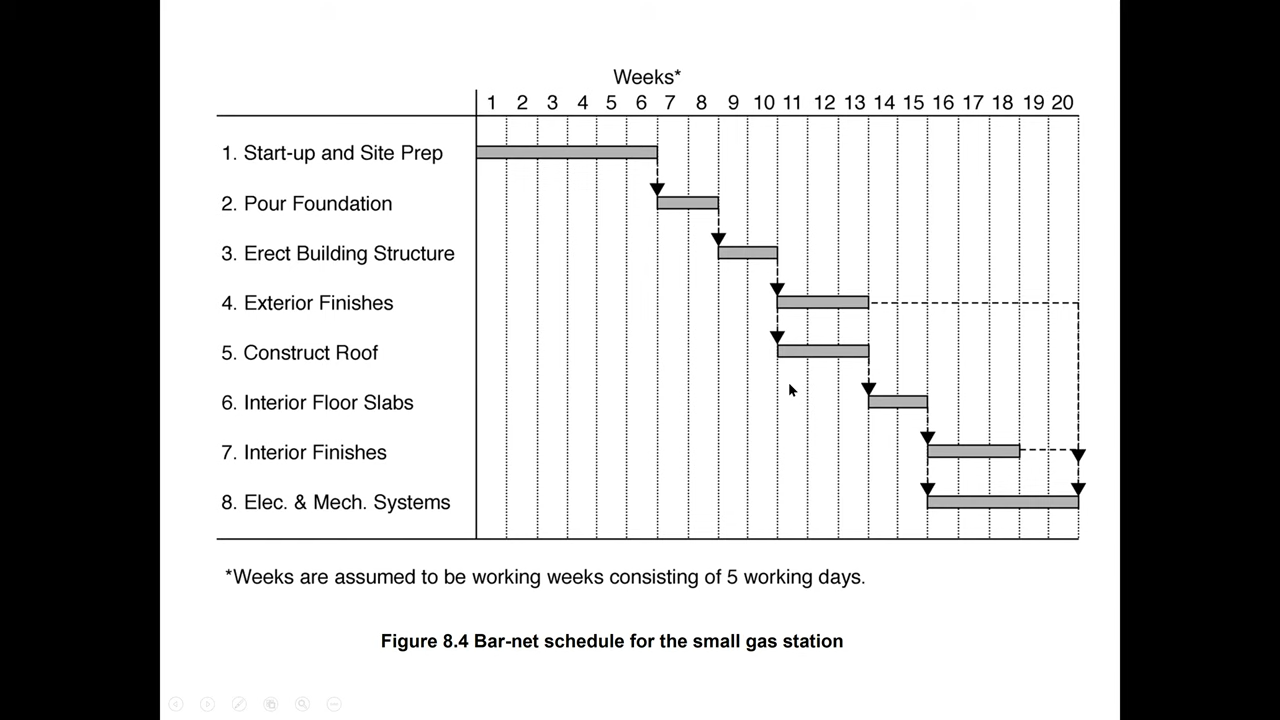 Weeks*
1 2 3 4 5 6 7 8 9 10 11 12 13 14 15 16 17 18 19 20
1. Start-up and Site Prep
2. Pour Foundation
3. Erect Building Structure
4. Exterior Finishes
5. Construct Roof
6. Interior Floor Slabs
7. Interior Finishes
8. Elec. & Mech. Systems
*Weeks are assumed to be working weeks consisting of 5 working days.
Figure 8.4 Bar-net schedule for the small gas station